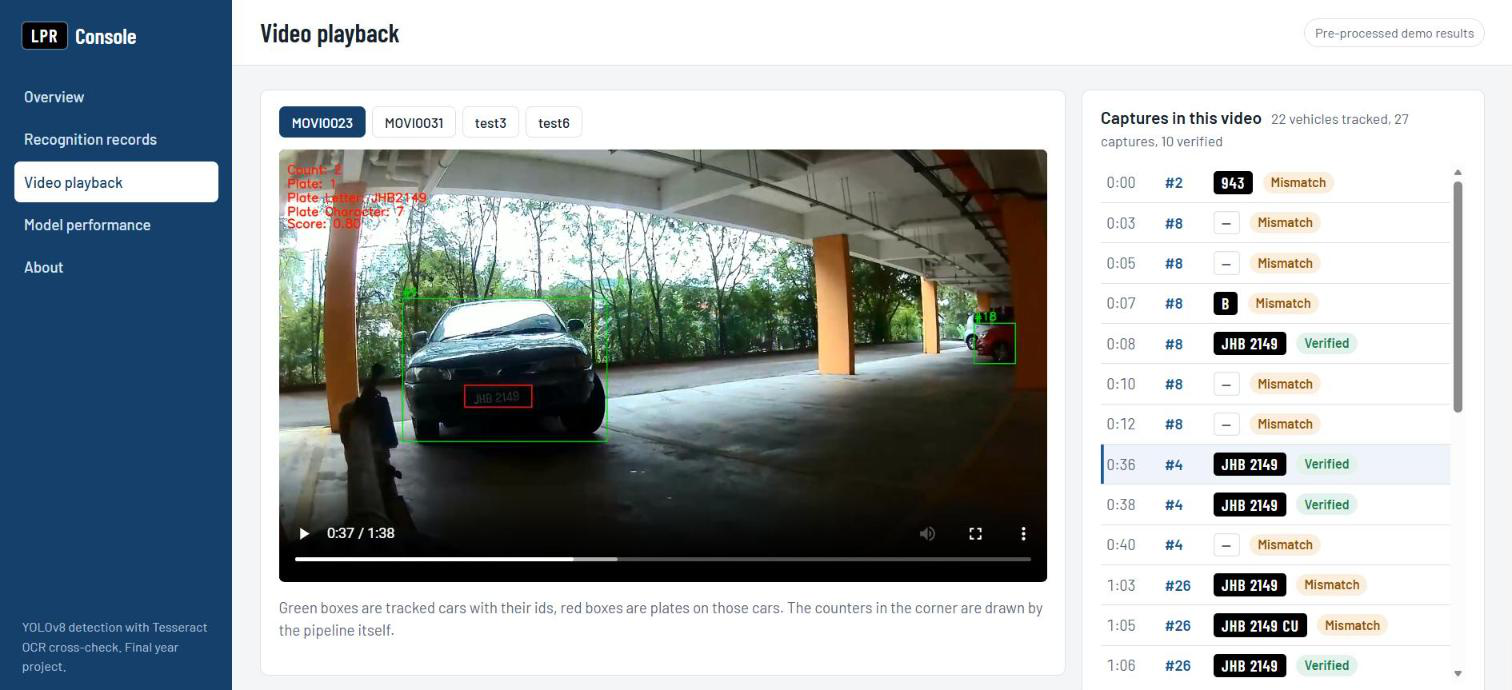 LPR Console
Overview
Recognition records
Video playback
Model performance
About
YOLOv8 detection with Tesseract
OCR cross-check. Final year
project.
Video playback
Pre-processed demo results
MOVI0023
MOVI0031
test3
test6
Count: 2
Plate: 1
Plate Letter: JHB2149
Plate Character: 7
Score: 0.80
#18
JHB 2149
0:37 / 1:38
Green boxes are tracked cars with their ids, red boxes are plates on those cars. The counters in the corner are drawn by
the pipeline itself.
Captures in this video 22 vehicles tracked, 27
captures, 10 verified
0:00 #2 943 Mismatch
0:03 #8 – Mismatch
0:05 #8 – Mismatch
0:07 #8 B Mismatch
0:08 #8 JHB 2149 Verified
0:10 #8 – Mismatch
0:12 #8 – Mismatch
0:36 #4 JHB 2149 Verified
0:38 #4 JHB 2149 Verified
0:40 #4 – Mismatch
1:03 #26 JHB 2149 Mismatch
1:05 #26 JHB 2149 CU Mismatch
1:06 #26 JHB 2149 Verified